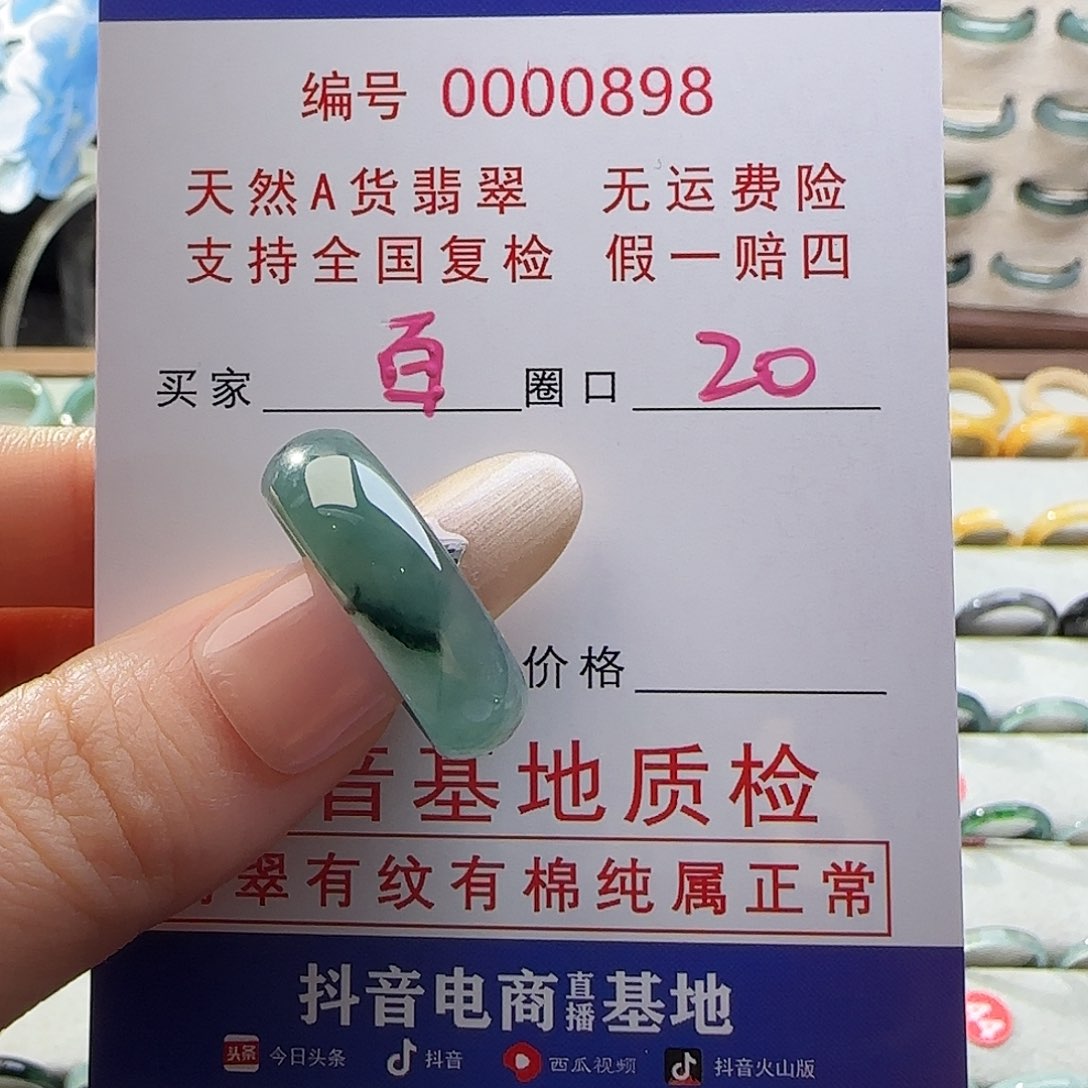 编号 0000898
天然A货翡翠 无运费险
支持全国复检 假一赔四
买家 百 圈口 20
价格
音基地质检
翠有纹有棉纯属正常
抖音电商直播基地
头条 今日头条 抖音 西瓜视频 抖音火山版